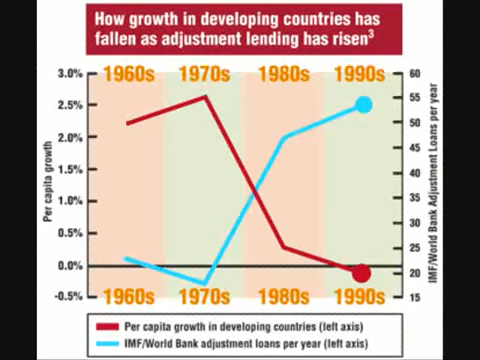 How growth in developing countries has
fallen as adjustment lending has risen3
1960s 1970s 1980s 1990s
3.0%
2.5%
2.0%
1.5%
1.0%
0.5%
0.0%
-0.5%
Per capita growth
60
55
50
45
40
35
30
25
20
15
IMF/World Bank Adjustment Loans per year
1960s 1970s 1980s 1990s
Per capita growth in developing countries (left axis)
IMF/World Bank adjustment loans per year (left axis)